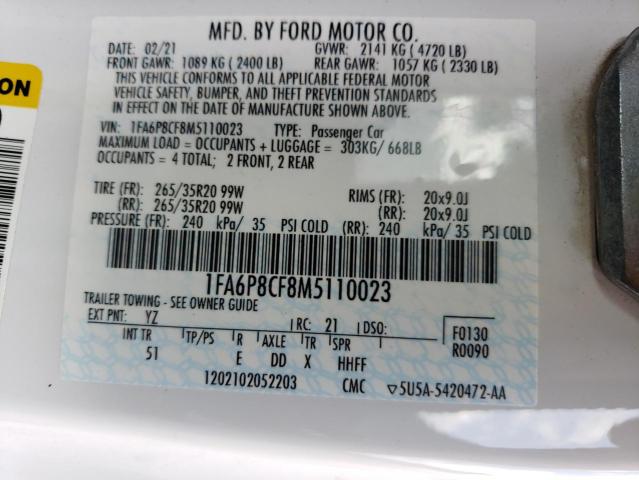 MFD. BY FORD MOTOR CO.
DATE: 02/21 GVWR: 2141 KG ( 4720 LB)
FRONT GAWR: 1089 KG ( 2400 LB) REAR GAWR: 1057 KG ( 2330 LB)
THIS VEHICLE CONFORMS TO ALL APPLICABLE FEDERAL MOTOR
VEHICLE SAFETY, BUMPER, AND THEFT PREVENTION STANDARDS
IN EFFECT ON THE DATE OF MANUFACTURE SHOWN ABOVE.
VIN: 1FA6P8CF8M5110023 TYPE: Passenger Car
MAXIMUM LOAD = OCCUPANTS + LUGGAGE = 303KG/ 668LB
OCCUPANTS = 4 TOTAL; 2 FRONT, 2 REAR
TIRE (FR): 265/35R20 99W RIMS (FR): 20x9.0J
(RR): 265/35R20 99W (RR): 20x9.0J
PRESSURE (FR): 240 kPa/ 35 PSI COLD (RR): 240 kPa/ 35 PSI COLD
1FA6P8CF8M5110023
TRAILER TOWING - SEE OWNER GUIDE
EXT PNT: YZ RC: 21 DSO: F0130
INT TR TP/PS R AXLE TR SPR R0090
51 E DD X HHFF
1202102052203 CMC ▽5U5A-5420472-AA
ION